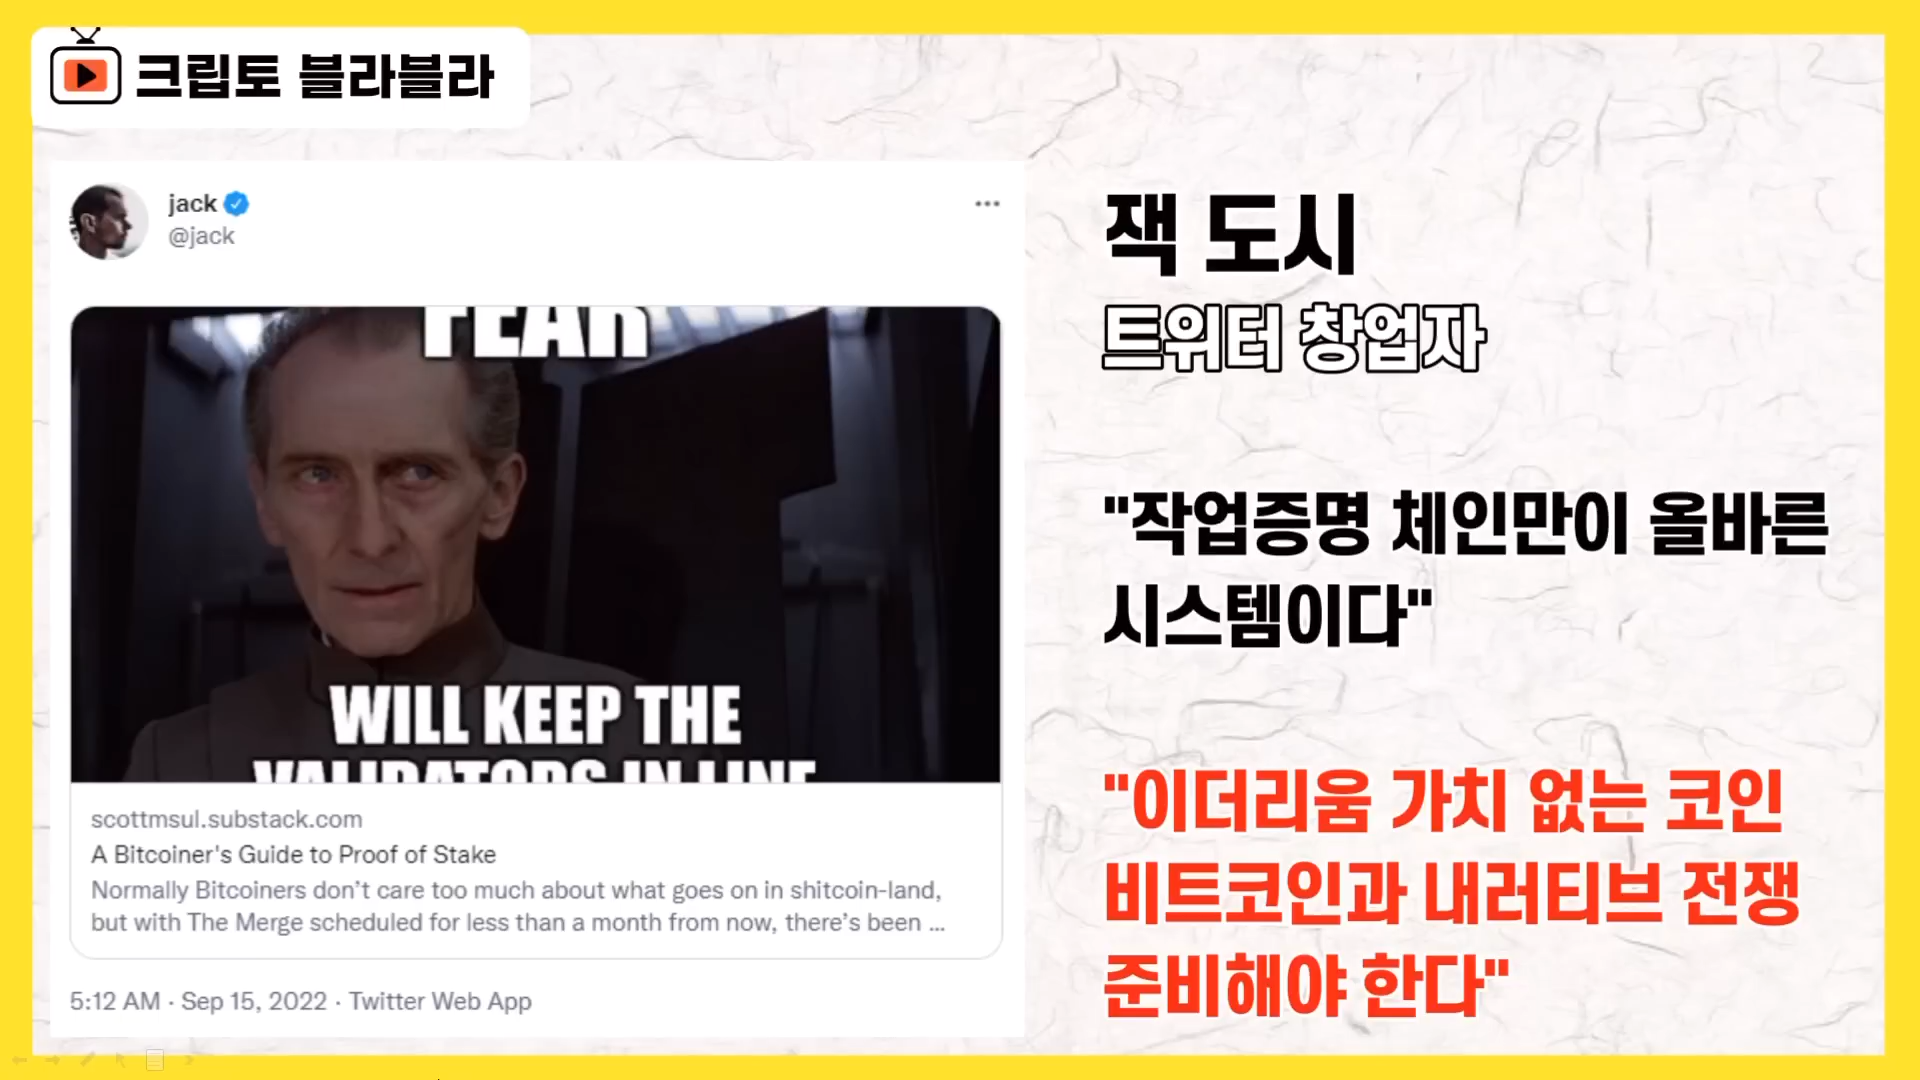 크립토 블라블라
jack
@jack
FEAR
WILL KEEP THE
VALIDATORS IN LINE
scottmsul.substack.com
A Bitcoiner's Guide to Proof of Stake
Normally Bitcoiners don’t care too much about what goes on in shitcoin-land,
but with The Merge scheduled for less than a month from now, there’s been ...
5:12 AM · Sep 15, 2022 · Twitter Web App
잭 도시
트위터 창업자
"작업증명 체인만이 올바른
시스템이다"
"이더리움 가치 없는 코인
비트코인과 내러티브 전쟁
준비해야 한다"